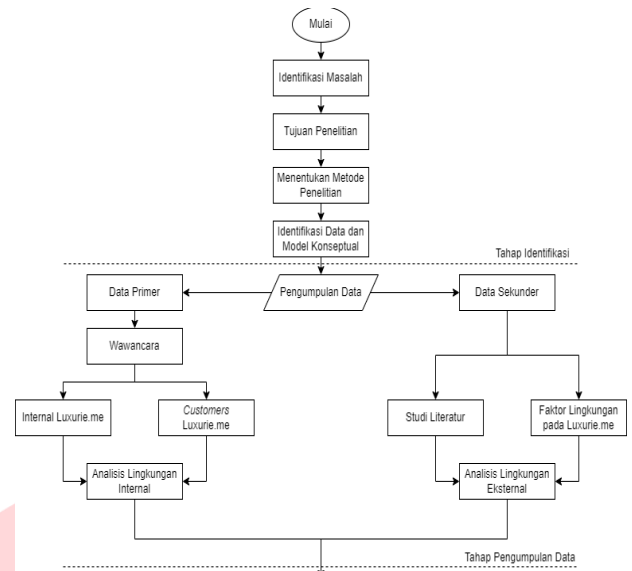 Mulai
Identifikasi Masalah
Tujuan Penelitian
Menentukan Metode
Penelitian
Identifikasi Data dan
Model Konseptual
Tahap Identifikasi
Data Primer
Pengumpulan Data
Data Sekunder
Wawancara
Internal Luxurie.me
Customers
Luxurie.me
Studi Literatur
Faktor Lingkungan
pada Luxurie.me
Analisis Lingkungan
Internal
Analisis Lingkungan
Eksternal
Tahap Pengumpulan Data